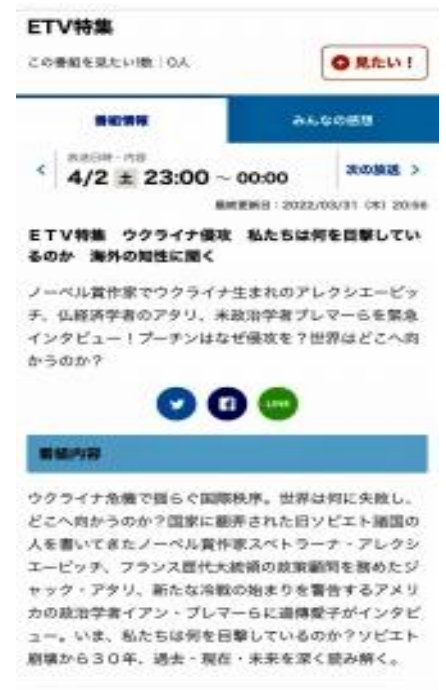 ETV特集
この番組を見たい!数｜0人
見たい！
番組情報
みんなの感想
放送日時・内容
4/2 土 23:00 ~ 00:00
次の放送
最終更新日：2022/03/31 (木) 20:56
ＥＴＶ特集　ウクライナ侵攻　私たちは何を目撃してい
るのか　海外の知性に聞く
ノーベル賞作家でウクライナ生まれのアレクシエービッ
チ、仏経済学者のアタリ、米政治学者ブレマーらを緊急
インタビュー！プーチンはなぜ侵攻を？世界はどこへ向
かうのか？
LINE
番組内容
ウクライナ危機で揺らぐ国際秩序。世界は何に失敗し、
どこへ向かうのか？国家に翻弄された旧ソビエト諸国の
人を書いてきたノーベル賞作家スベトラーナ・アレクシ
エービッチ、フランス歴代大統領の政策顧問を務めたジ
ャック・アタリ、新たな冷戦の始まりを警告するアメリ
カの政治学者イアン・ブレマーらに道傳愛子がインタビ
ュー。いま、私たちは何を目撃しているのか？ソビエト
崩壊から３０年、過去・現在・未来を深く読み解く。